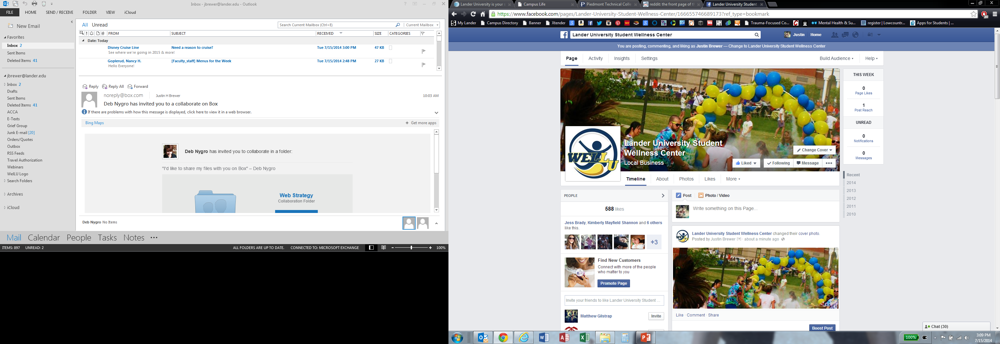 Inbox - jbrewer@lander.edu - Outlook
FILE HOME SEND / RECEIVE FOLDER VIEW iCloud
New Email
Favorites
Inbox 2
Sent Items
Deleted Items 41
jbrewer@lander.edu
Inbox 2
Drafts
Sent Items
Deleted Items 41
ACCA
E-Texts
Grief Group
Junk E-mail [20]
Orders/Quotes
Outbox
RSS Feeds
Travel Authorization
Webinars
WelLU Logo
Search Folders
Archives
iCloud
All Unread
Search Current Mailbox (Ctrl+E) Current Mailbox
FROM SUBJECT RECEIVED SIZE CATEGORIES
Date: Today
Disney Cruise Line Need a reason to cruise? Tue 7/15/2014 3:00 PM 47 KB
See where we're going in 2015 & more!
Goplerud, Nancy H. [Faculty_staff] Menus for the Week Tue 7/15/2014 2:48 PM 27 KB
Hello Everyone!
Reply Reply All Forward
noreply@box.com Justin H Brewer 10:03 AM
Deb Nygro has invited you to a collaborate on Box
If there are problems with how this message is displayed, click here to view it in a web browser.
Bing Maps + Get more apps
Deb Nygro has invited you to collaborate in a folder:
"I'd like to share my files with you on Box" – Deb Nygro
Web Strategy
Collaboration Folder
Deb Nygro No Items
Mail Calendar People Tasks Notes
ITEMS: 897 UNREAD: 2 ALL FOLDERS ARE UP TO DATE. CONNECTED TO: MICROSOFT EXCHANGE 100%
Lander University is your s Campus Life Piedmont Technical Colle reddit: the front page of th Lander University Student
https://www.facebook.com/pages/Lander-University-Student-Wellness-Center/166655746689173?ref_type=bookmark
20
My Lander Campus Directory Banner Xtender Trauma-Focused Co... Mental Health & Su... register | Lowcountr... Apps for Students | ...
Lander University Student Wellness Center
Justin Home
You are posting, commenting, and liking as Justin Brewer — Change to Lander University Student Wellness Center
Page Activity Insights Settings Build Audience Help
WELLU
Lander University Student
Wellness Center
Local Business
Change Cover
Liked Following Message
Timeline About Photos Likes More
THIS WEEK
0
Page Likes
1
Post Reach
UNREAD
0
Notifications
0
Messages
Recent
2014
2013
2012
2011
2010
PEOPLE
588 likes
Jess Brady, Kimberly Mayfield Shannon and 6 others
like this.
+3
Find New Customers
Connect with more of the people
who matter to you
Promote Page
Invite your friends to like Lander University Student ...
Matthew Gilstrap Invite
Post Photo / Video
Write something on this Page...
Lander University Student Wellness Center changed their cover photo.
Posted by Justin Brewer [?] · about a minute ago
Like · Comment · Share
Boost Post
Chat (30)
100%
3:09 PM
7/15/2014